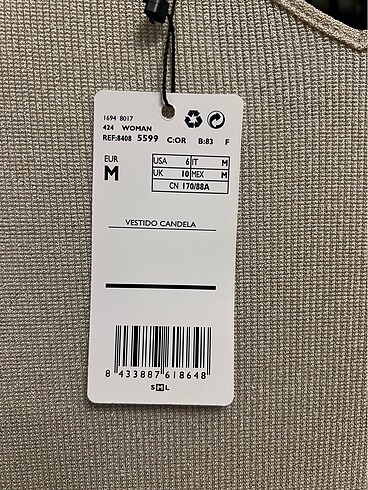 1694 8017
424 WOMAN
REF:8408 5599 C:OR B:83 F
EUR
M
USA 6 IT M
UK 10 MEX M
CN 170/88A
VESTIDO CANDELA
8 433887 618648
S M L